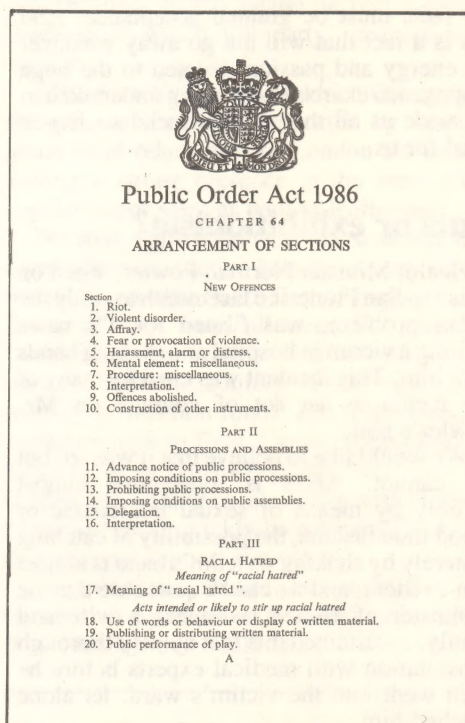 DIEU ET MON DROIT
Public Order Act 1986
CHAPTER 64
ARRANGEMENT OF SECTIONS
PART I
NEW OFFENCES
Section
1. Riot.
2. Violent disorder.
3. Affray.
4. Fear or provocation of violence.
5. Harassment, alarm or distress.
6. Mental element: miscellaneous.
7. Procedure: miscellaneous.
8. Interpretation.
9. Offences abolished.
10. Construction of other instruments.
PART II
PROCESSIONS AND ASSEMBLIES
11. Advance notice of public processions.
12. Imposing conditions on public processions.
13. Prohibiting public processions.
14. Imposing conditions on public assemblies.
15. Delegation.
16. Interpretation.
PART III
RACIAL HATRED
Meaning of "racial hatred"
17. Meaning of "racial hatred".
Acts intended or likely to stir up racial hatred
18. Use of words or behaviour or display of written material.
19. Publishing or distributing written material.
20. Public performance of play.
A